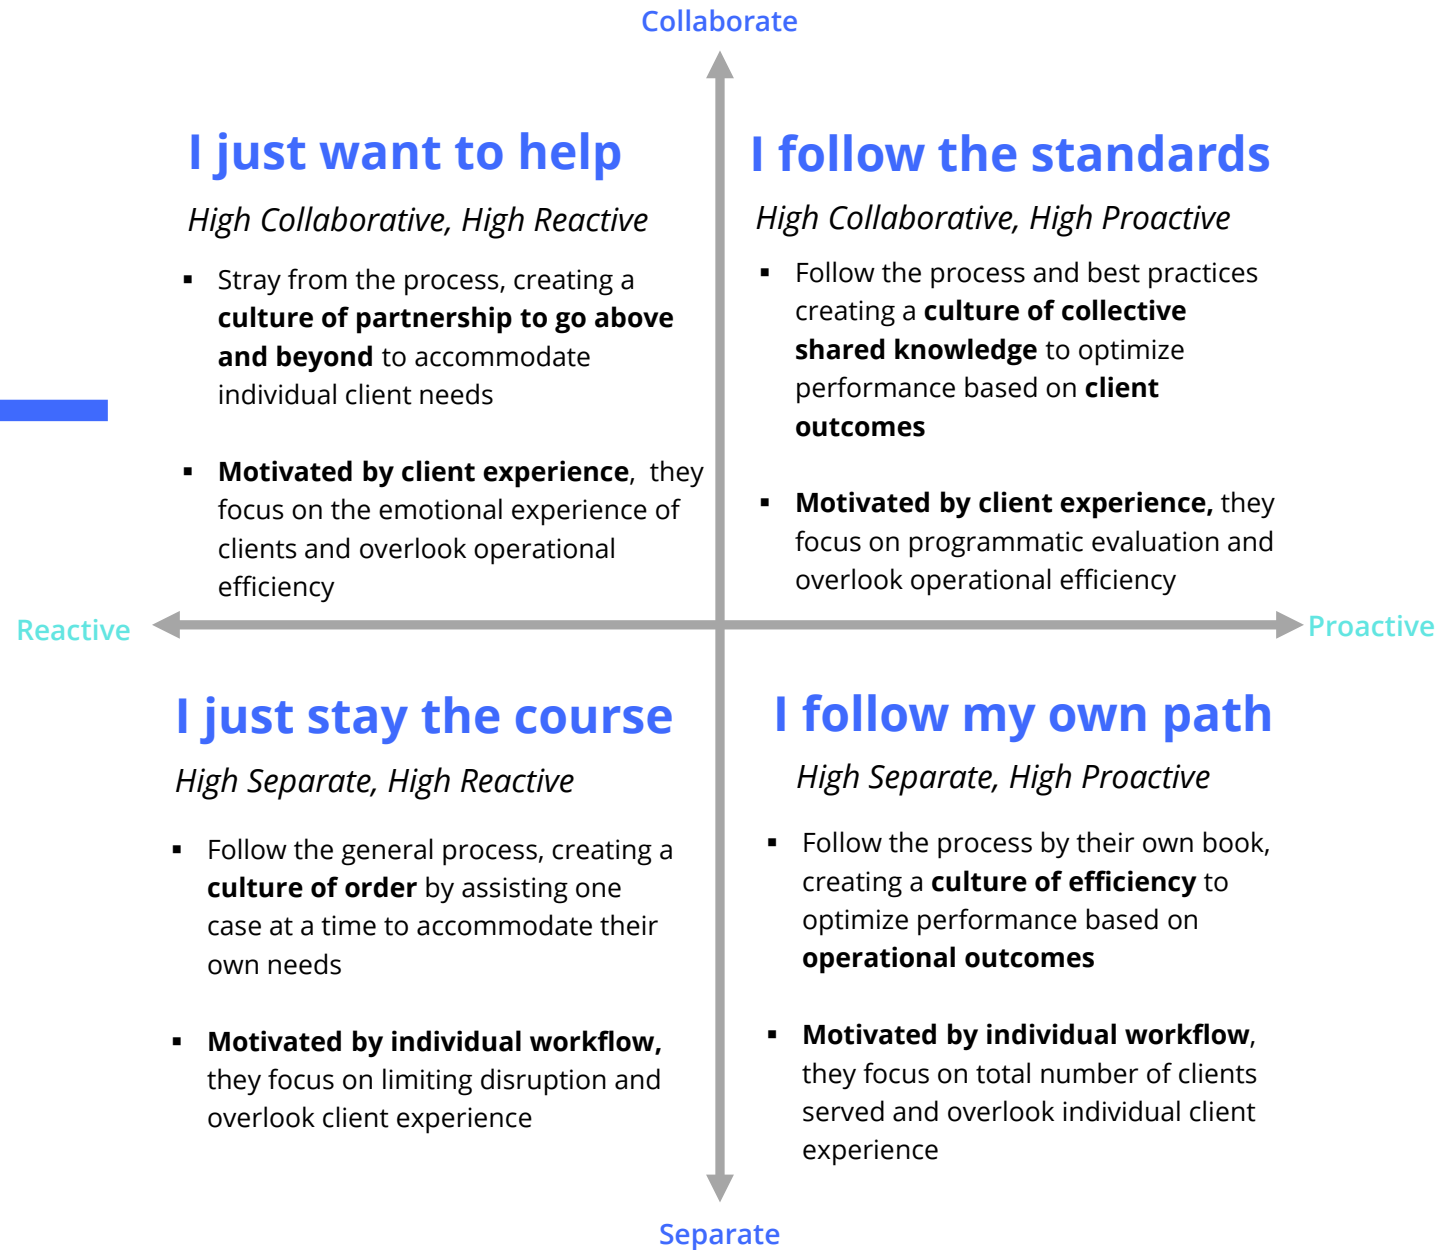 Collaborate
I just want to help
High Collaborative, High Reactive
▪ Stray from the process, creating a
culture of partnership to go above
and beyond to accommodate
individual client needs
▪ Motivated by client experience,  they
focus on the emotional experience of
clients and overlook operational
efficiency
I follow the standards
High Collaborative, High Proactive
▪ Follow the process and best practices
creating a culture of collective
shared knowledge to optimize
performance based on client
outcomes
▪ Motivated by client experience, they
focus on programmatic evaluation and
overlook operational efficiency
Reactive
Proactive
I just stay the course
High Separate, High Reactive
▪ Follow the general process, creating a
culture of order by assisting one
case at a time to accommodate their
own needs
▪ Motivated by individual workflow,
they focus on limiting disruption and
overlook client experience
I follow my own path
High Separate, High Proactive
▪ Follow the process by their own book,
creating a culture of efficiency to
optimize performance based on
operational outcomes
▪ Motivated by individual workflow,
they focus on total number of clients
served and overlook individual client
experience
Separate